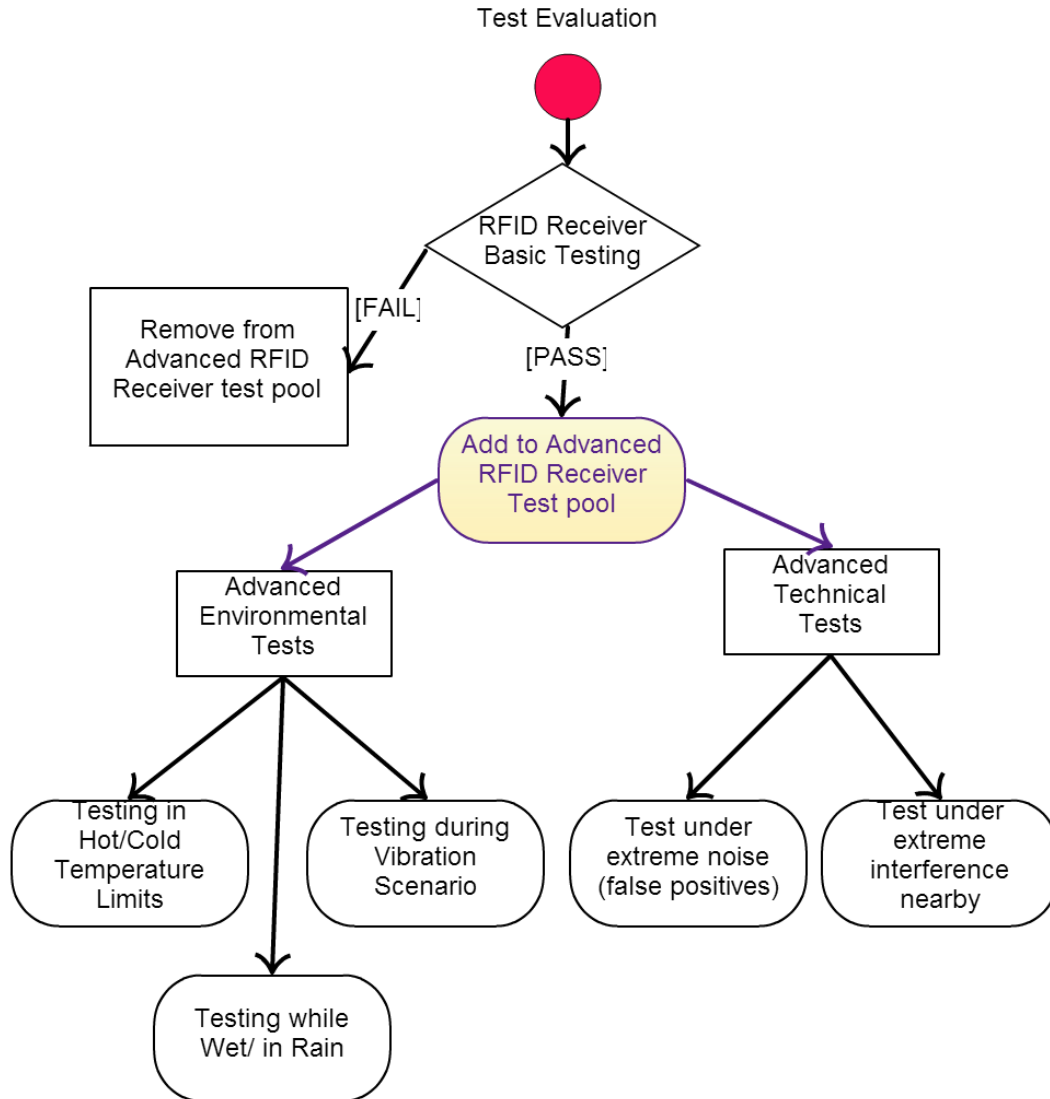 Test Evaluation
RFID Receiver
Basic Testing
[FAIL]
Remove from
Advanced RFID
Receiver test pool
[PASS]
Add to Advanced
RFID Receiver
Test pool
Advanced
Environmental
Tests
Advanced
Technical
Tests
Testing in
Hot/Cold
Temperature
Limits
Testing during
Vibration
Scenario
Test under
extreme noise
(false positives)
Test under
extreme
interference
nearby
Testing while
Wet/ in Rain